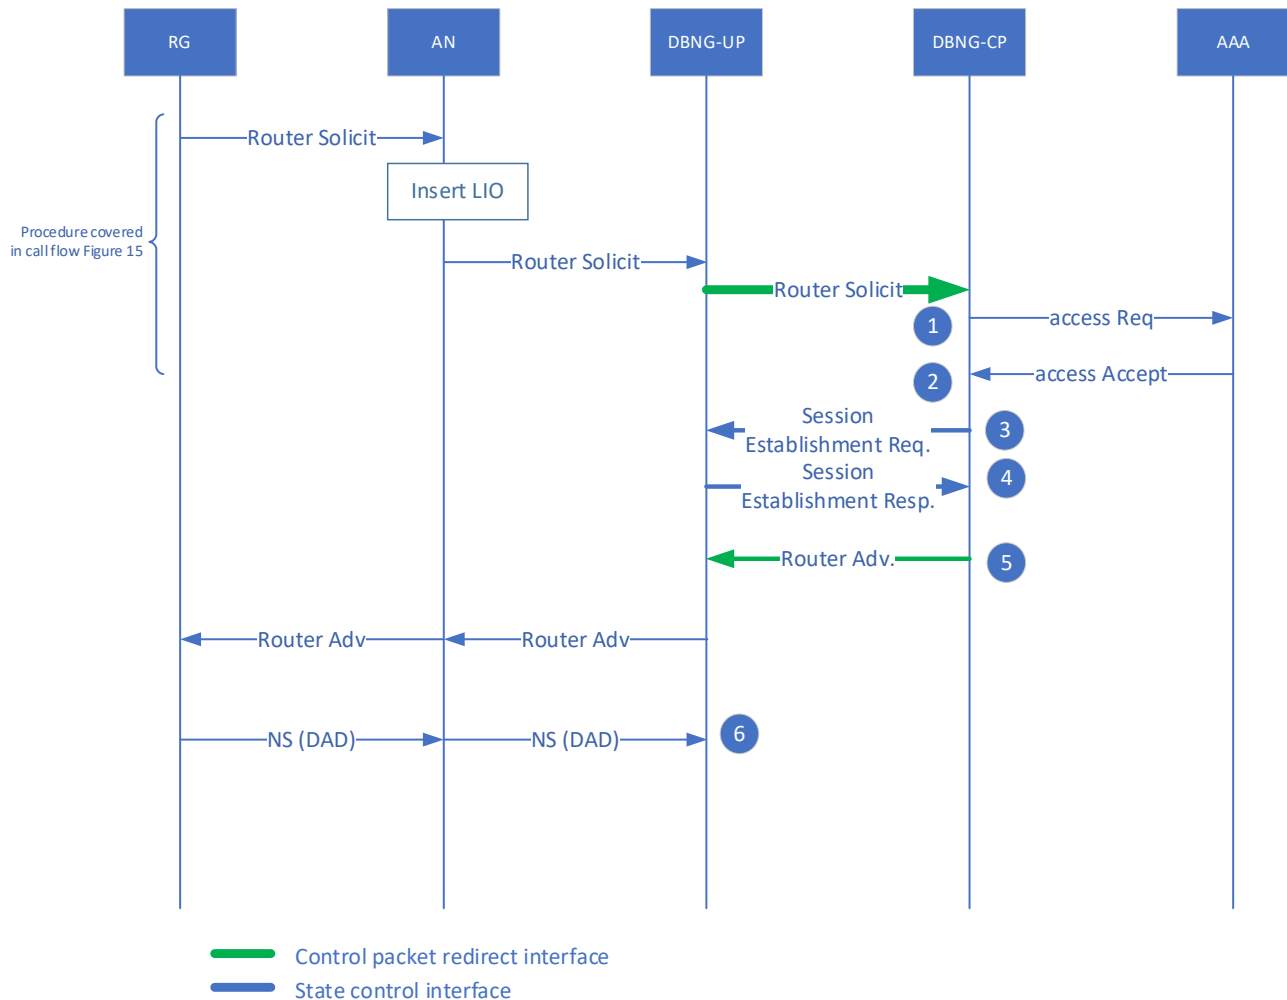 RG
AN
DBNG-UP
DBNG-CP
AAA
Router Solicit
Insert LIO
Procedure covered
in call flow Figure 15
Router Solicit
Router Solicit
1
access Req
2
access Accept
Session
Establishment Req.
3
Session
Establishment Resp.
4
Router Adv.
5
Router Adv
Router Adv
NS (DAD)
NS (DAD)
6
Control packet redirect interface
State control interface